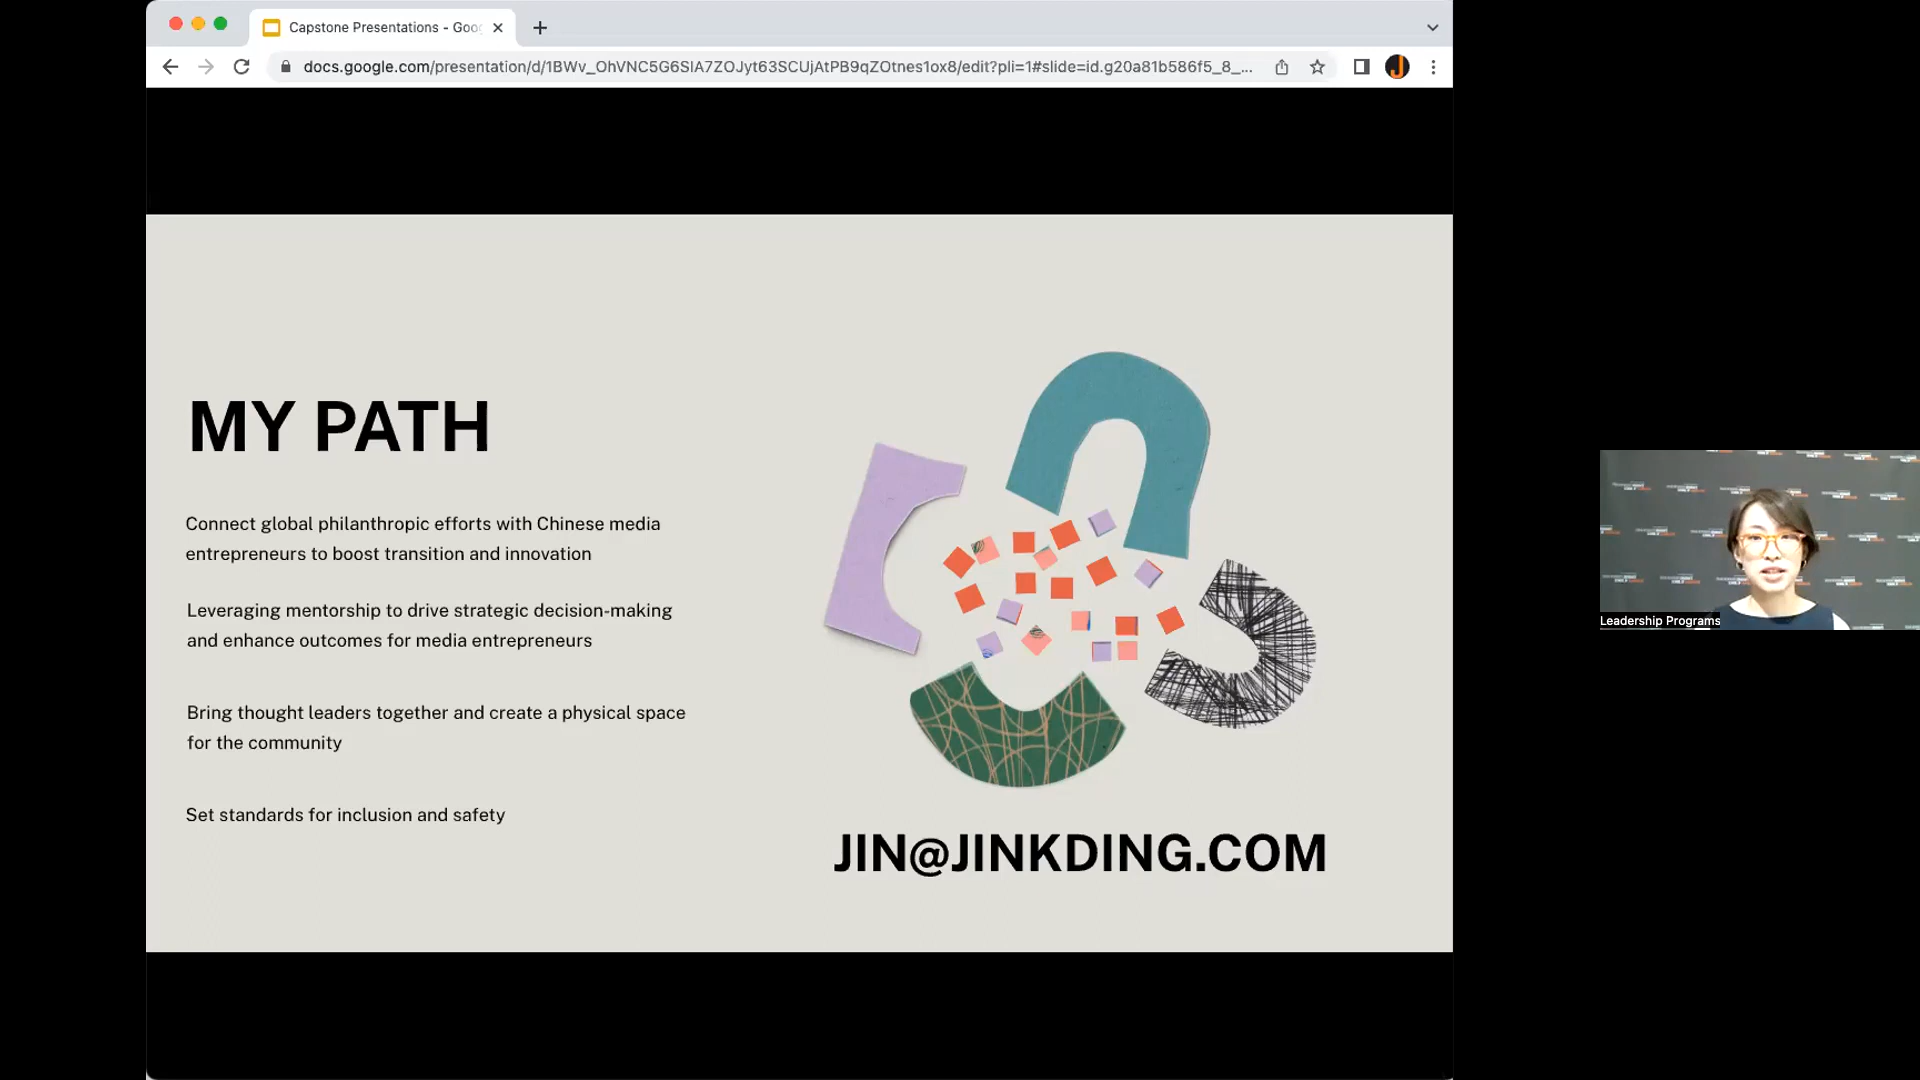 Capstone Presentations - Goo
docs.google.com/presentation/d/1BWv_OhVNC5G6SIA7ZOJyt63SCUjAtPB9qZOtnes1ox8/edit?pli=1#slide=id.g20a81b586f5_8_...
MY PATH
Connect global philanthropic efforts with Chinese media
entrepreneurs to boost transition and innovation
Leveraging mentorship to drive strategic decision-making
and enhance outcomes for media entrepreneurs
Bring thought leaders together and create a physical space
for the community
Set standards for inclusion and safety
JIN@JINKDING.COM
Leadership Programs